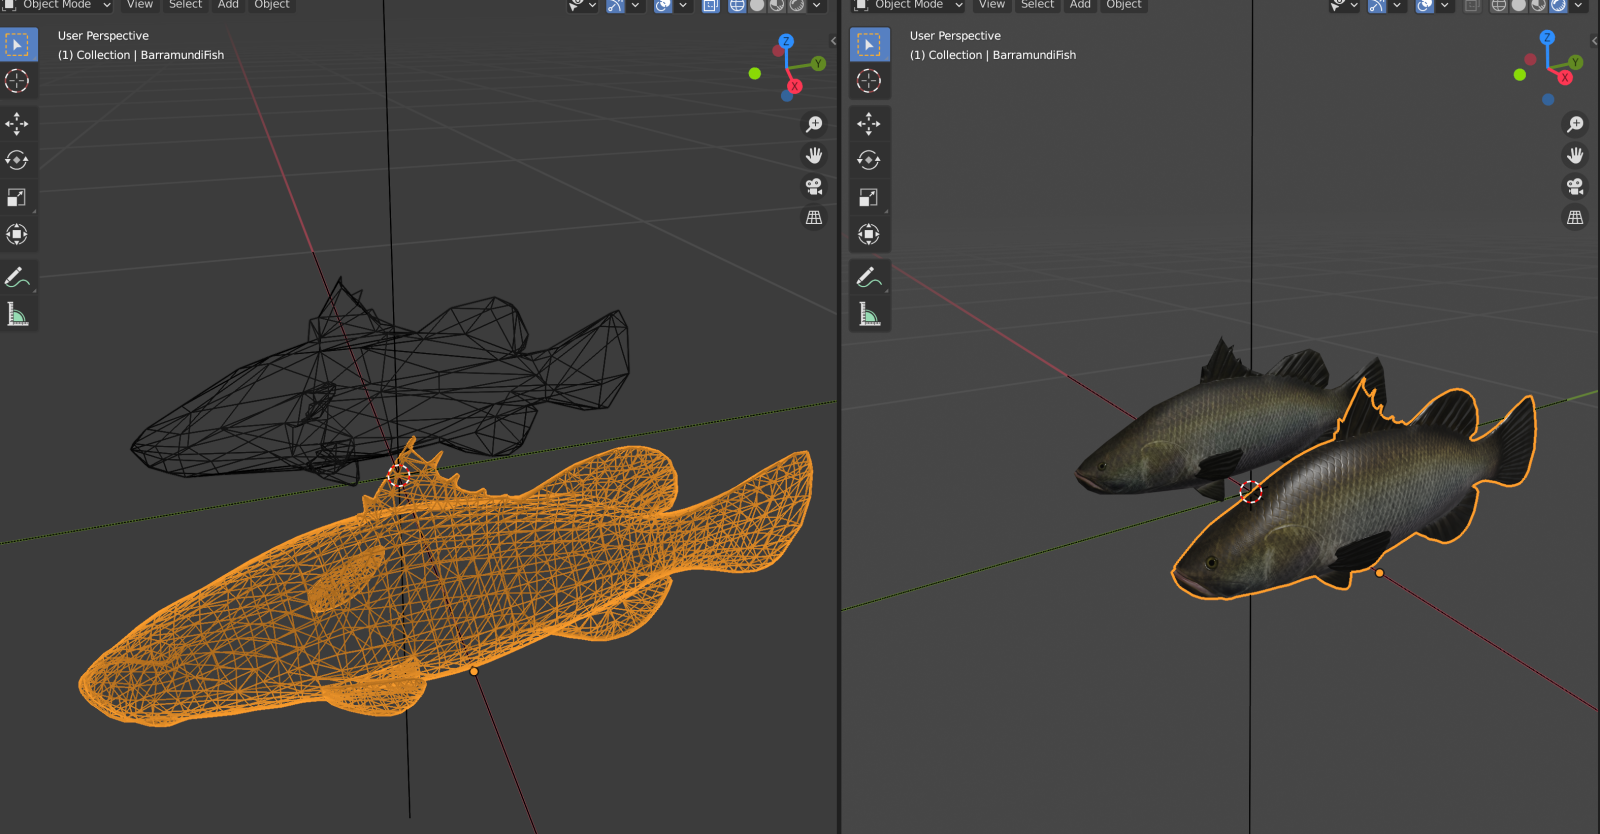 Object Mode View Select Add Object
User Perspective
(1) Collection | BarramundiFish
Z
Y
X
Object Mode View Select Add Object
User Perspective
(1) Collection | BarramundiFish
Z
Y
X